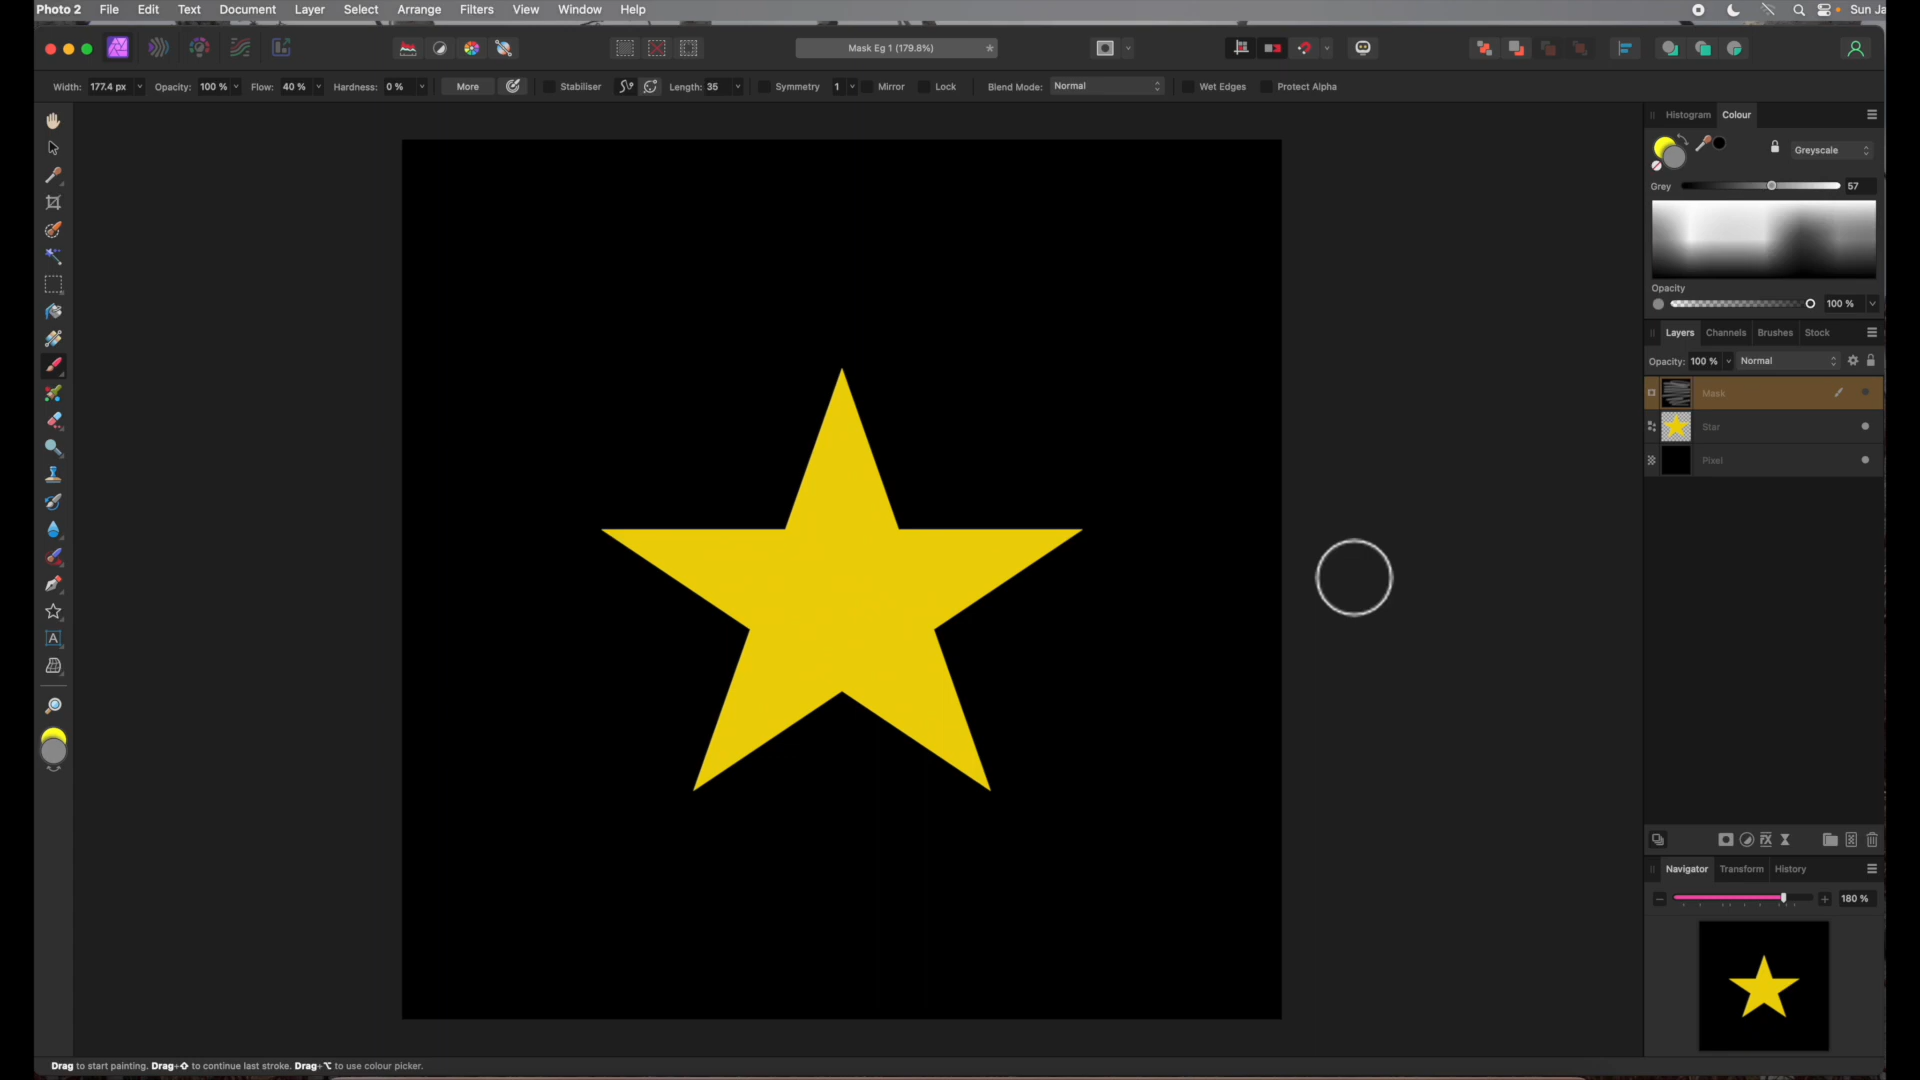 Photo 2 File Edit Text Document Layer Select Arrange Filters View Window Help Sun Ja
Mask Eg 1 (179.8%) *
Width: 177.4 px Opacity: 100 % Flow: 40 % Hardness: 0 % More Stabiliser Length: 35 Symmetry 1 Mirror Lock Blend Mode: Normal Wet Edges Protect Alpha
Histogram Colour
Greyscale
Grey 57
Opacity
100 %
Layers Channels Brushes Stock
Opacity: 100 % Normal
Mask
Star
Pixel
A
FX
Navigator Transform History
180 %
Drag to start painting. Drag+⇧ to continue last stroke. Drag+⌥ to use colour picker.